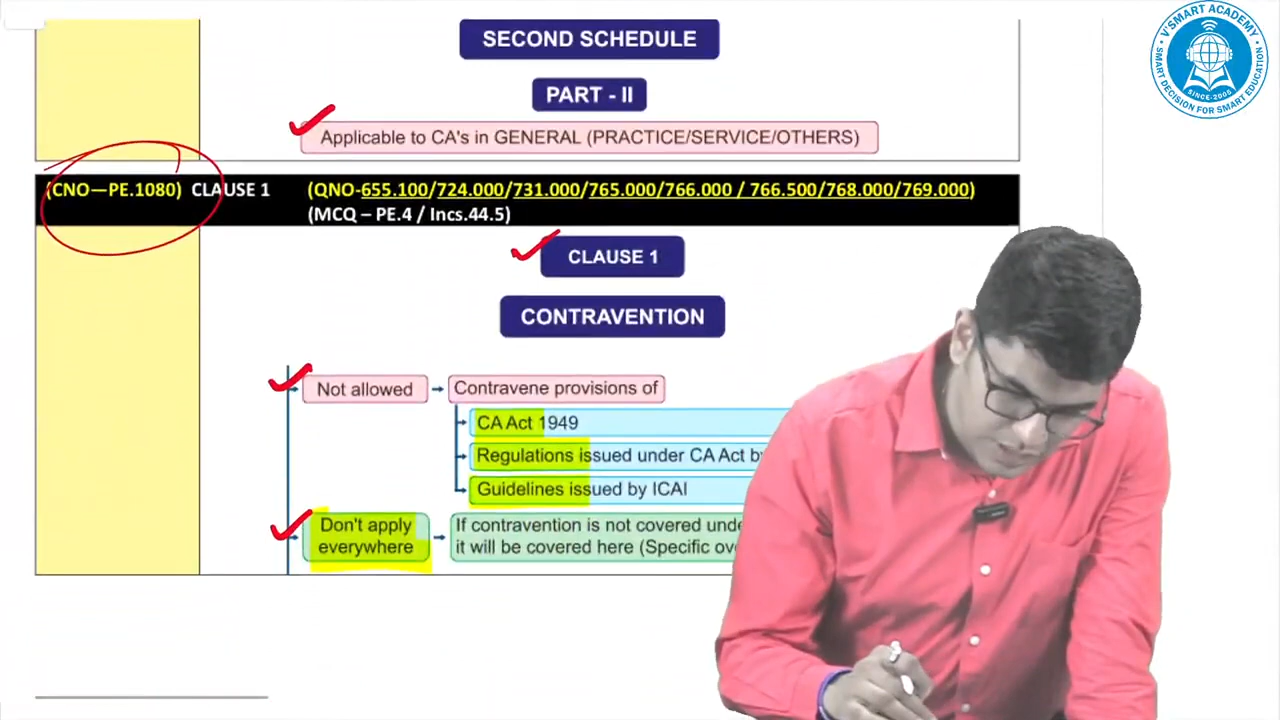 SECOND SCHEDULE
PART - II
Applicable to CA's in GENERAL (PRACTICE/SERVICE/OTHERS)
(CNO—PE.1080) CLAUSE 1 (QNO-655.100/724.000/731.000/765.000/766.000 / 766.500/768.000/769.000)
(MCQ – PE.4 / Incs.44.5)
CLAUSE 1
CONTRAVENTION
Not allowed Contravene provisions of
CA Act 1949
Regulations issued under CA Act
Guidelines issued by ICAI
Don't apply everywhere
If contravention is not covered
it will be covered here (Specific
V'SMART ACADEMY
SINCE-2005
SMART DECISION FOR SMART EDUCATION